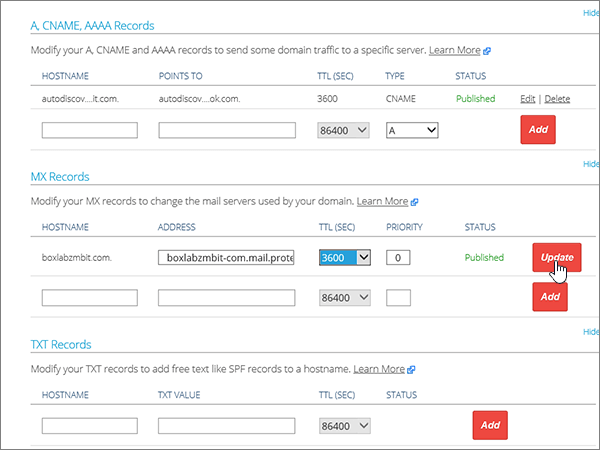 Hide
A, CNAME, AAAA Records
Modify your A, CNAME and AAAA records to send some domain traffic to a specific server. Learn More
HOSTNAME POINTS TO TTL (SEC) TYPE STATUS
autodiscov....it.com. autodiscov....ok.com. 3600 CNAME Published Edit | Delete
86400 A Add
Hide
MX Records
Modify your MX records to change the mail servers used by your domain. Learn More
HOSTNAME ADDRESS TTL (SEC) PRIORITY STATUS
boxlabzmbit.com. boxlabzmbit-com.mail.prote 3600 0 Published Update
86400 Add
Hide
TXT Records
Modify your TXT records to add free text like SPF records to a hostname. Learn More
HOSTNAME TXT VALUE TTL (SEC) STATUS
86400 Add